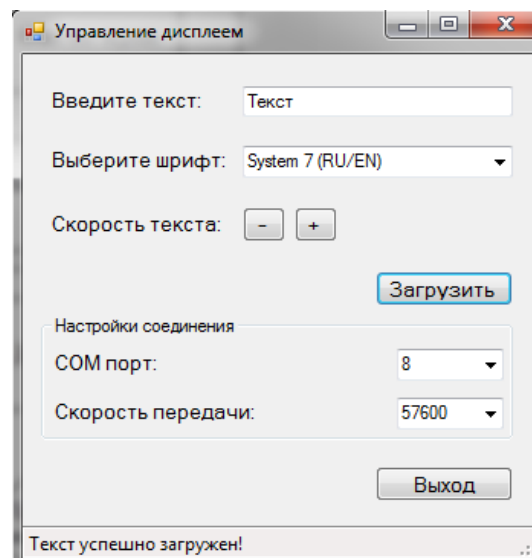 Управление дисплеем
Введите текст: Текст
Выберите шрифт: System 7 (RU/EN)
Скорость текста: - +
Загрузить
Настройки соединения
COM порт: 8
Скорость передачи: 57600
Выход
Текст успешно загружен!